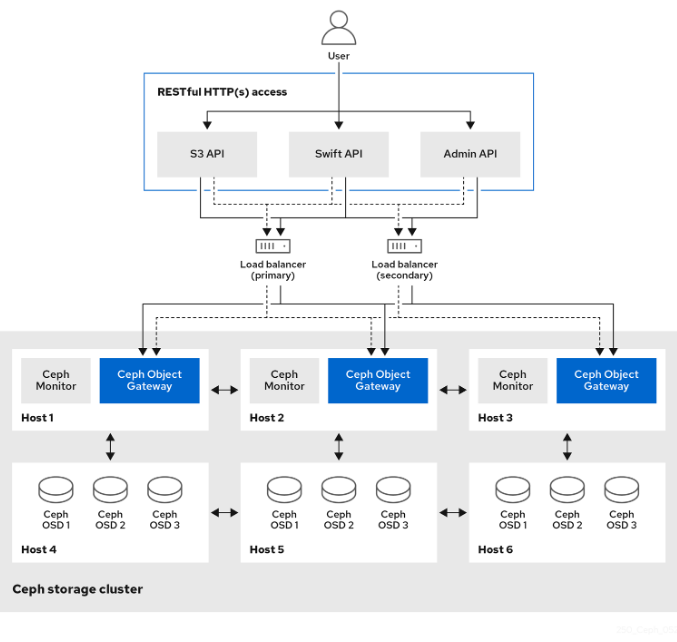 User
RESTful HTTP(s) access
S3 API
Swift API
Admin API
Load balancer
(primary)
Load balancer
(secondary)
Ceph
Monitor
Ceph Object
Gateway
Host 1
Ceph
Monitor
Ceph Object
Gateway
Host 2
Ceph
Monitor
Ceph Object
Gateway
Host 3
Ceph
OSD 1
Ceph
OSD 2
Ceph
OSD 3
Host 4
Ceph
OSD 1
Ceph
OSD 2
Ceph
OSD 3
Host 5
Ceph
OSD 1
Ceph
OSD 2
Ceph
OSD 3
Host 6
Ceph storage cluster